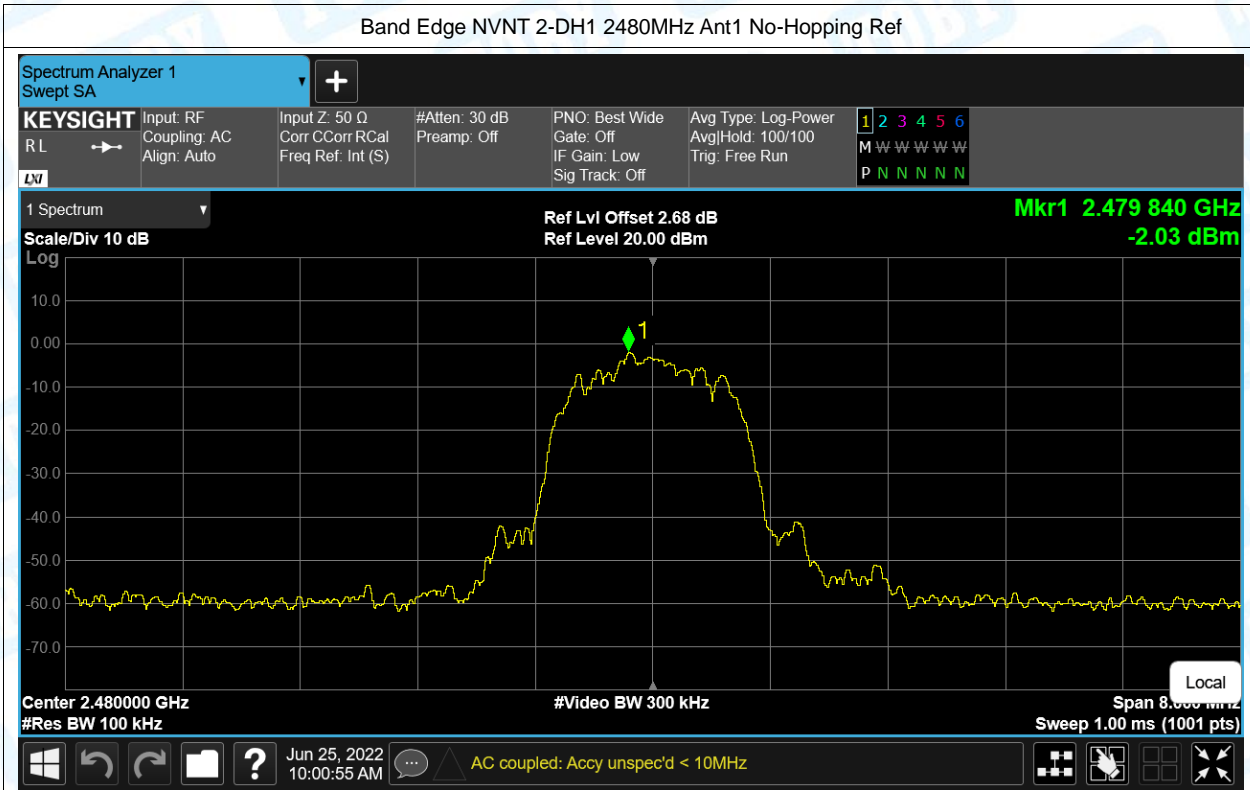 Band Edge NVNT 2-DH1 2480MHz Ant1 No-Hopping Ref
Spectrum Analyzer 1
Swept SA
KEYSIGHT
RL
LXI
Input: RF
Coupling: AC
Align: Auto
Input Z: 50 Ω
Corr CCorr RCal
Freq Ref: Int (S)
#Atten: 30 dB
Preamp: Off
PNO: Best Wide
Gate: Off
IF Gain: Low
Sig Track: Off
Avg Type: Log-Power
Avg|Hold: 100/100
Trig: Free Run
1 2 3 4 5 6
M W W W W W
P N N N N N
1 Spectrum
Scale/Div 10 dB
Ref Lvl Offset 2.68 dB
Ref Level 20.00 dBm
Mkr1 2.479 840 GHz
-2.03 dBm
Log
10.0
0.00
-10.0
-20.0
-30.0
-40.0
-50.0
-60.0
-70.0
1
Local
Center 2.480000 GHz
#Video BW 300 kHz
Span 8.000 MHz
#Res BW 100 kHz
Sweep 1.00 ms (1001 pts)
?
Jun 25, 2022
10:00:55 AM
AC coupled: Accy unspec'd < 10MHz